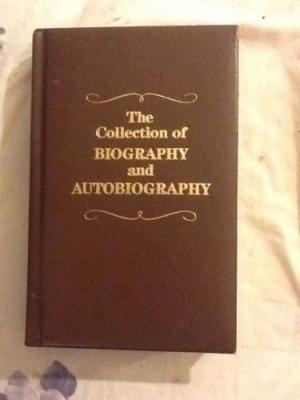 The
Collection of
BIOGRAPHY
and
AUTOBIOGRAPHY